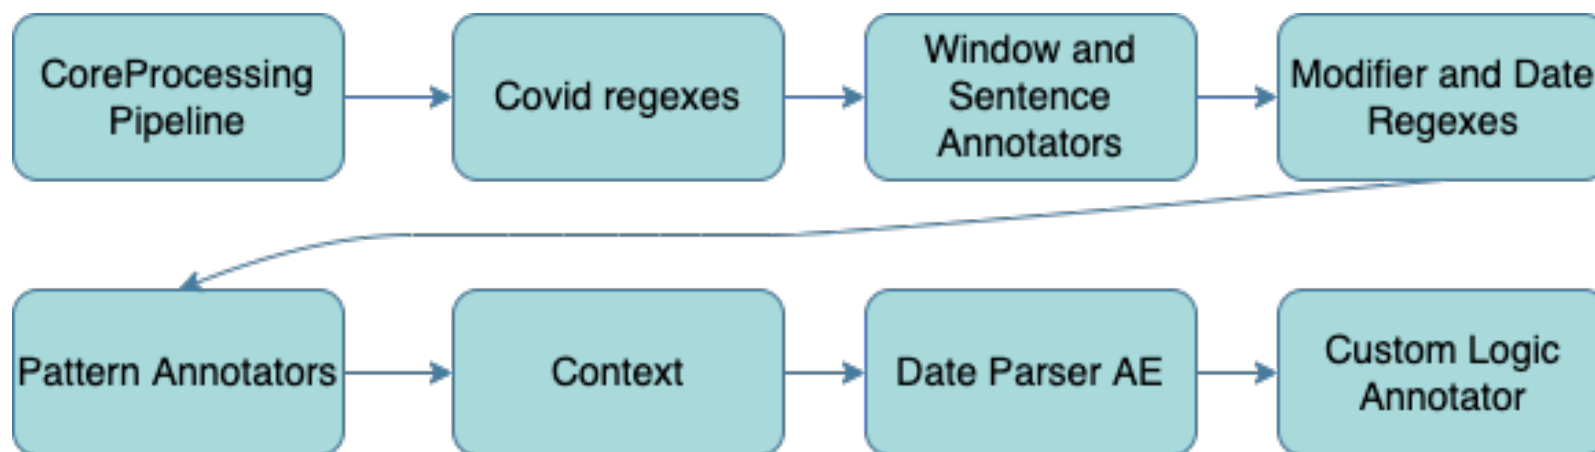 CoreProcessing
Pipeline
Covid regexes
Window and
Sentence
Annotators
Modifier and Date
Regexes
Pattern Annotators
Context
Date Parser AE
Custom Logic
Annotator